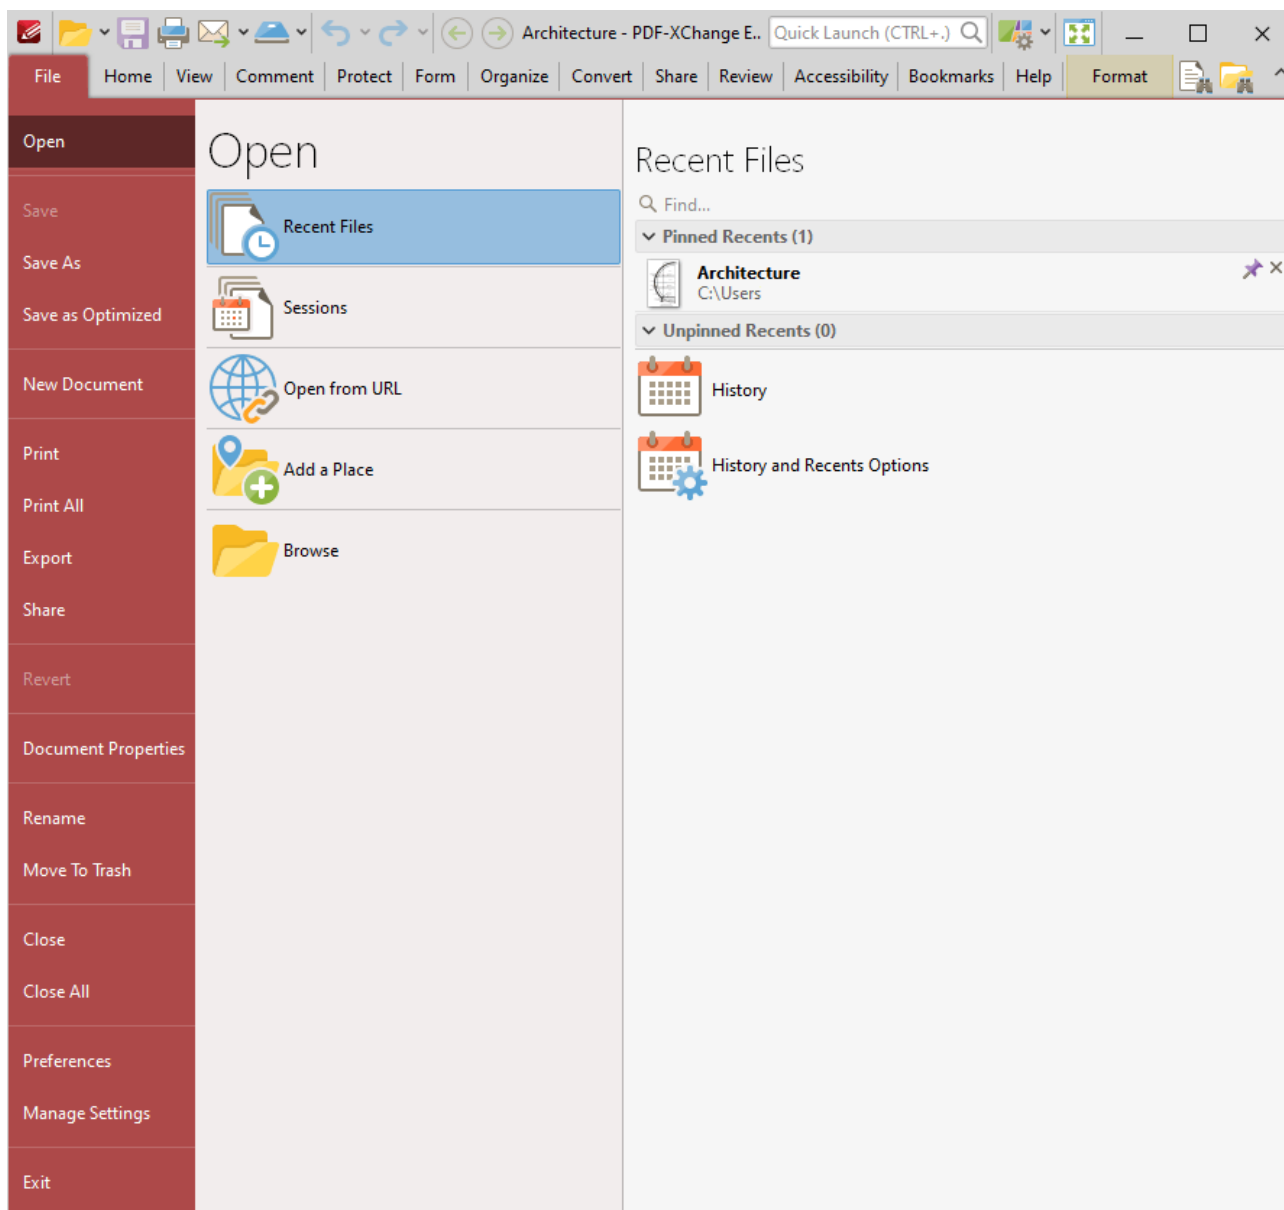 Architecture - PDF-XChange E.. Quick Launch (CTRL+.)
File Home View Comment Protect Form Organize Convert Share Review Accessibility Bookmarks Help Format
Open
Save
Save As
Save as Optimized
New Document
Print
Print All
Export
Share
Revert
Document Properties
Rename
Move To Trash
Close
Close All
Preferences
Manage Settings
Exit
Open
Recent Files
Sessions
Open from URL
Add a Place
Browse
Recent Files
Find...
Pinned Recents (1)
Architecture
C:\Users
Unpinned Recents (0)
History
History and Recents Options